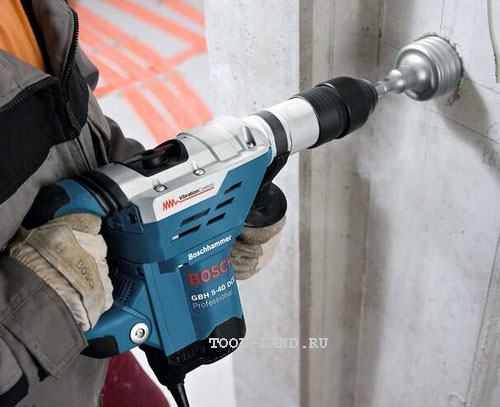 VibrationControl
Boschhammer
BOSCH
GBH 5-40 DCE
Professional
TOOL-LAND.RU